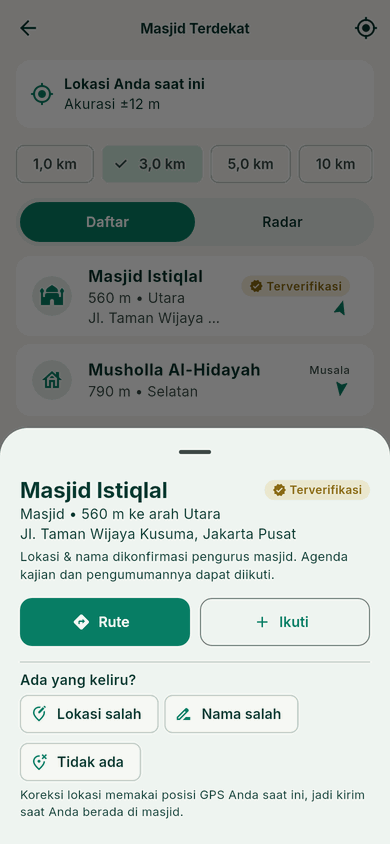 Masjid Terdekat
Lokasi Anda saat ini
Akurasi ±12 m
1,0 km
3,0 km
5,0 km
10 km
Daftar
Radar
Masjid Istiqlal
560 m • Utara
Jl. Taman Wijaya ...
Terverifikasi
Musholla Al-Hidayah
790 m • Selatan
Musala
Masjid Istiqlal
Terverifikasi
Masjid • 560 m ke arah Utara
Jl. Taman Wijaya Kusuma, Jakarta Pusat
Lokasi & nama dikonfirmasi pengurus masjid. Agenda
kajian dan pengumumannya dapat diikuti.
Rute
Ikuti
Ada yang keliru?
Lokasi salah
Nama salah
Tidak ada
Koreksi lokasi memakai posisi GPS Anda saat ini, jadi kirim
saat Anda berada di masjid.